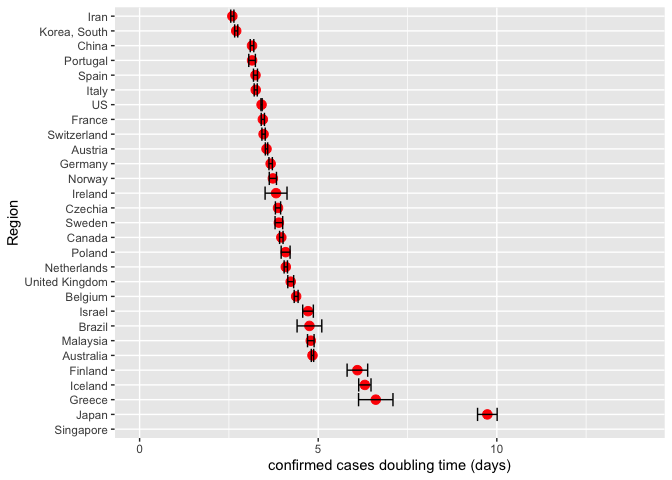 Region
Iran
Korea, South
China
Portugal
Spain
Italy
US
France
Switzerland
Austria
Germany
Norway
Ireland
Czechia
Sweden
Canada
Poland
Netherlands
United Kingdom
Belgium
Israel
Brazil
Malaysia
Australia
Finland
Iceland
Greece
Japan
Singapore
0 5 10
confirmed cases doubling time (days)